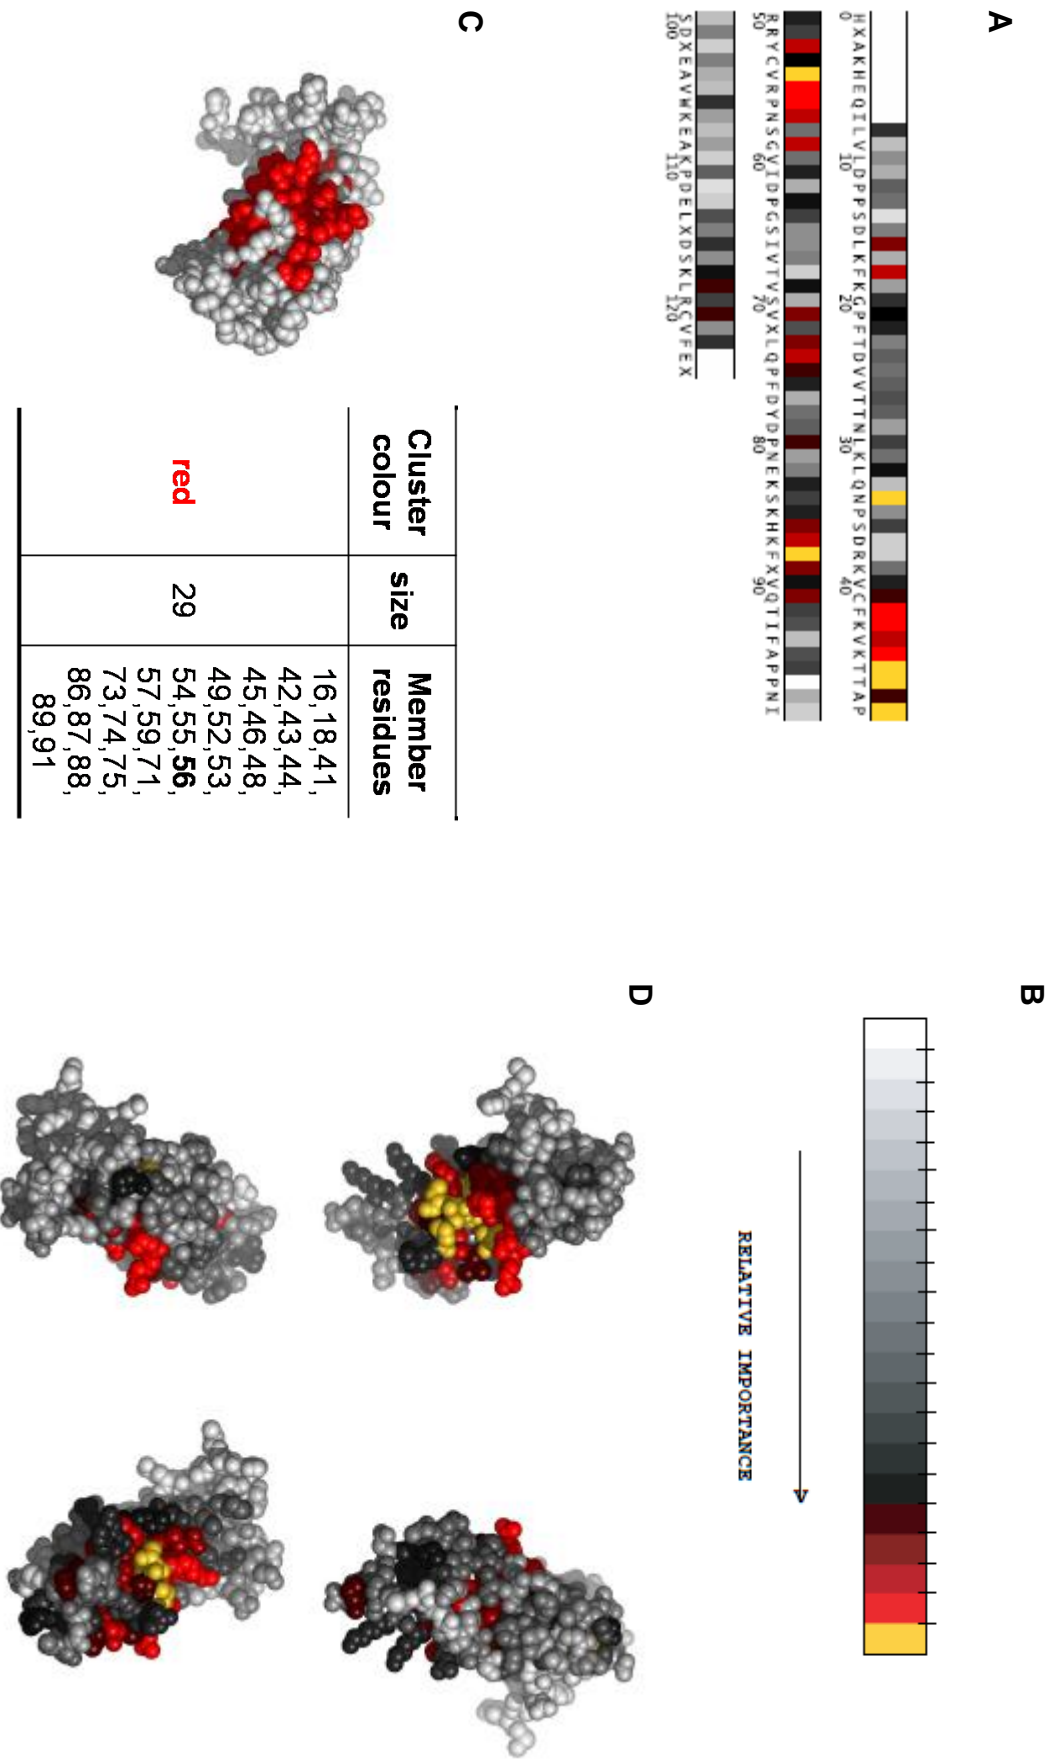 A
HXAKHEQILVLDPPSDLKFKGPFTDVVTTNLKLQNPSDRKVCFKVKTTAP
0 10 20 30 40
RRYCVRPNSGVIDPGSIVTVSVXLQPFDYDPNEKSKHKFXVQTIFAPPNI
50 60 70 80 90
SDXEAVWKEAKPDELXDSKLRCVFEX
100 110 120
B
RELATIVE IMPORTANCE
C
Cluster colour size Member residues
red 29 16,18,41,
42,43,44,
45,46,48,
49,52,53,
54,55,56,
57,59,71,
73,74,75,
86,87,88,
89,91
D